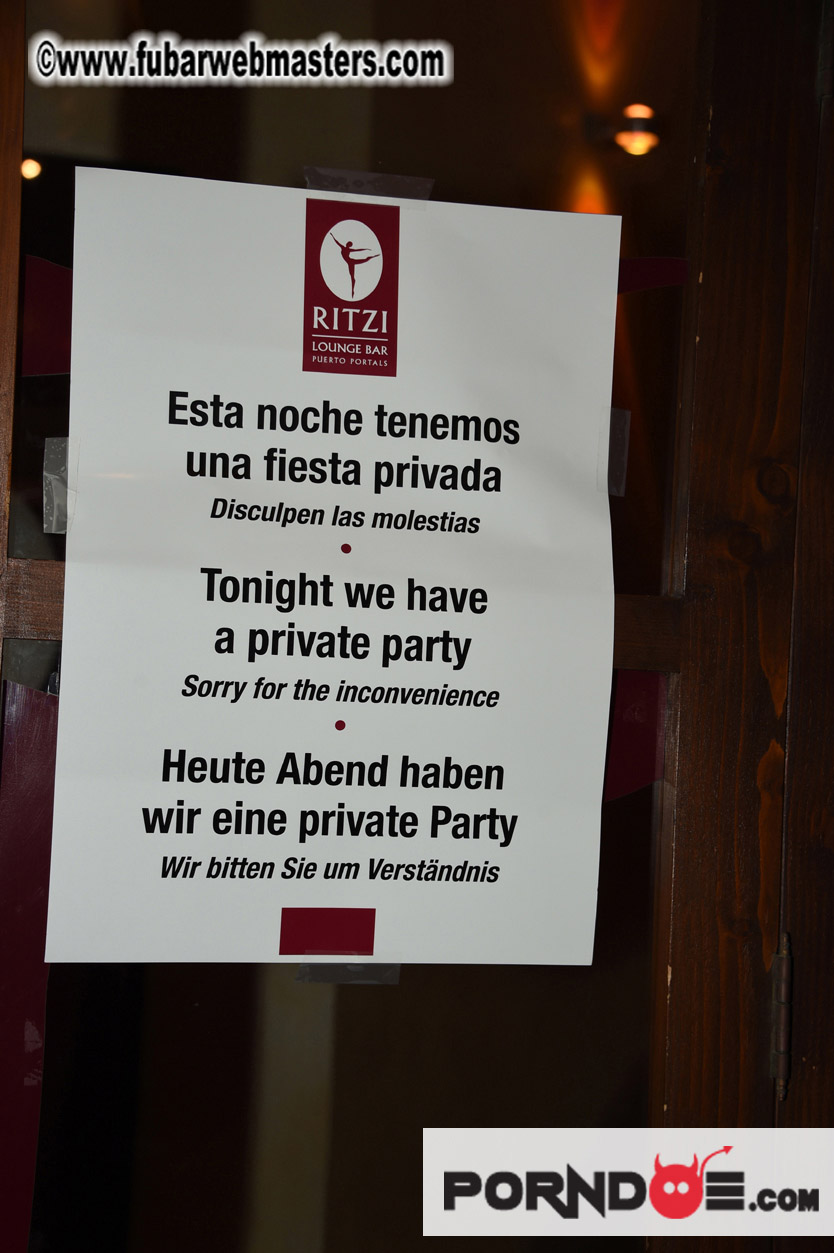 ©www.fubarwebmasters.com
RITZI
LOUNGE BAR
PUERTO PORTALS
Esta noche tenemos
una fiesta privada
Disculpen las molestias
Tonight we have
a private party
Sorry for the inconvenience
Heute Abend haben
wir eine private Party
Wir bitten Sie um Verständnis
PORNDOE.com